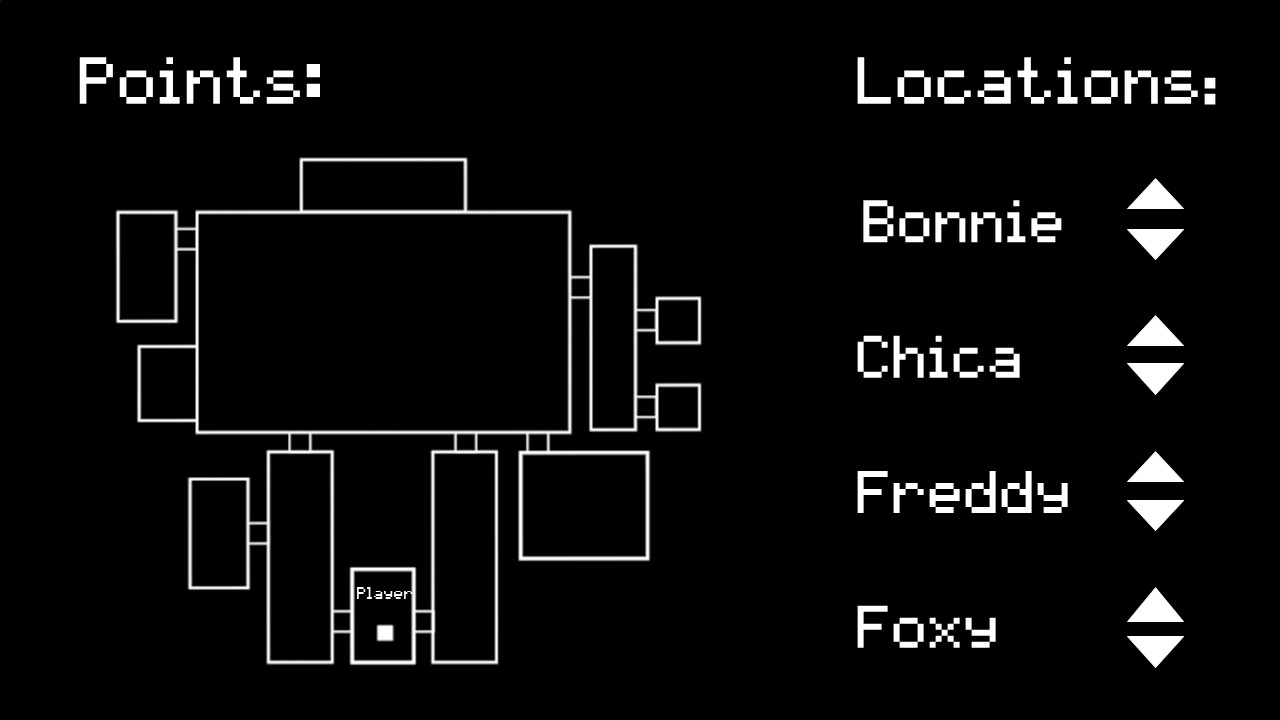 Points:
Locations:
Bonnie
Chica
Freddy
Foxy
Player